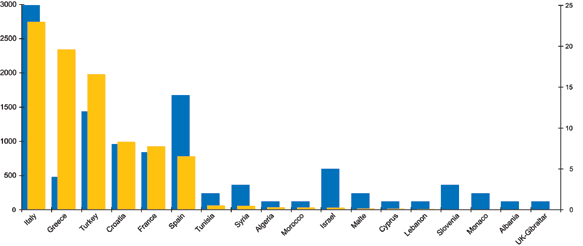 3000
2500
2000
1500
1000
500
0
25
20
15
10
5
0
Italy
Greece
Turkey
Croatia
France
Spain
Tunisia
Syria
Algeria
Morocco
Israel
Malte
Cyprus
Lebanon
Slovenia
Monaco
Albania
UK-Gibraltar